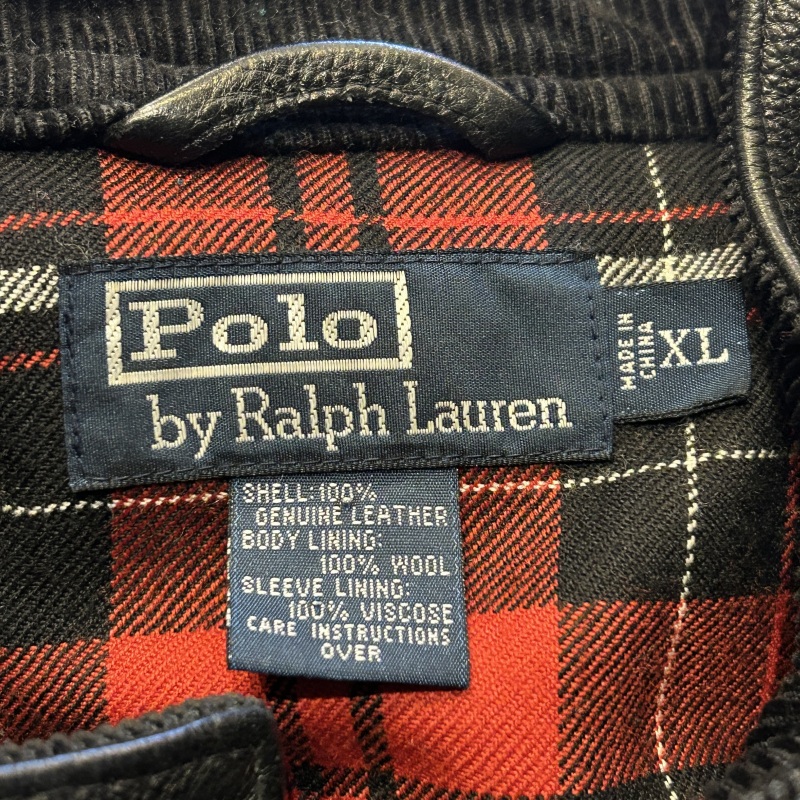 Polo
by Ralph Lauren
MADE IN
CHINA
XL
SHELL:100%
GENUINE LEATHER
BODY LINING:
100% WOOL
SLEEVE LINING:
100% VISCOSE
CARE INSTRUCTIONS
OVER